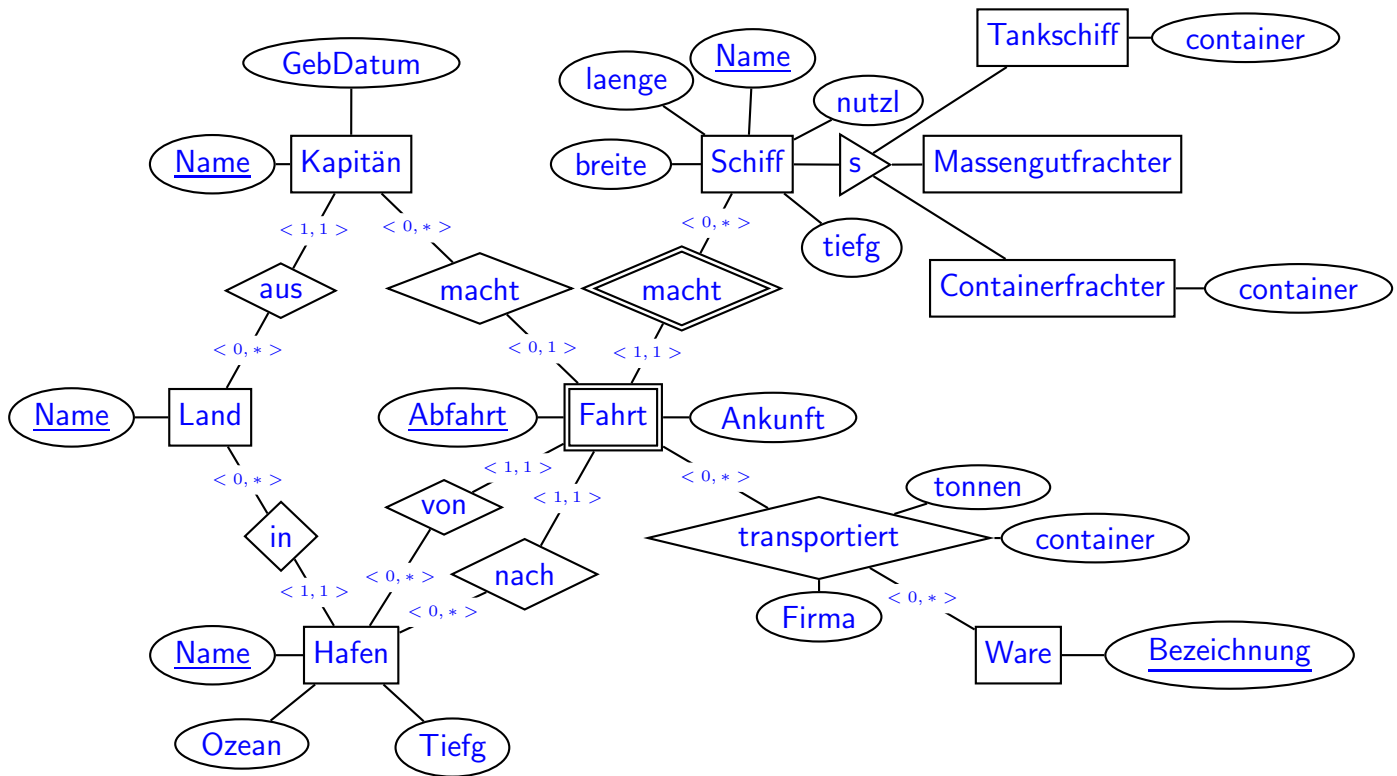 Tankschiff container
GebDatum
laenge
Name
nutzl
Name
Kapitän
breite
Schiff
s
Massengutfrachter
< 1, 1 >
< 0, ∗ >
< 0, ∗ >
tiefg
aus
macht
macht
Containerfrachter
container
< 0, ∗ >
< 0, 1 >
< 1, 1 >
Name
Land
Abfahrt
Fahrt
Ankunft
< 0, ∗ >
< 1, 1 >
< 0, ∗ >
< 1, 1 >
tonnen
von
in
transportiert
container
< 0, ∗ >
nach
< 1, 1 >
< 0, ∗ >
< 0, ∗ >
Firma
Name
Hafen
Ware
Bezeichnung
Ozean
Tiefg